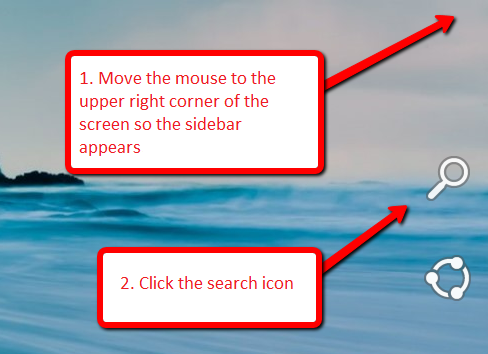 1. Move the mouse to the
upper right corner of the
screen so the sidebar
appears
2. Click the search icon